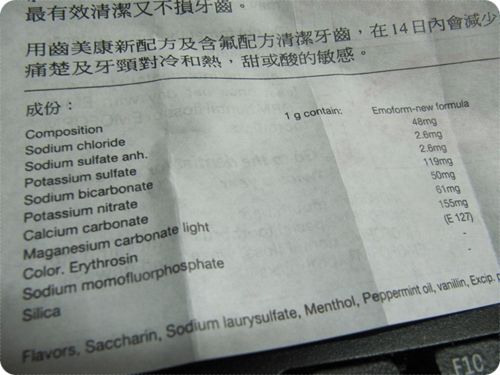 最有效清潔又不損牙齒。
用齒美康新配方及含氟配方清潔牙齒，在14日內會減少
痛楚及牙頸對冷和熱，甜或酸的敏感。
成份：
Composition 1 g contain: Emoform-new formula
Sodium chloride 48mg
Sodium sulfate anh. 2.6mg
Potassium sulfate 2.6mg
Sodium bicarbonate 119mg
Potassium nitrate 50mg
Calcium carbonate 61mg
Maganesium carbonate light 155mg
Color. Erythrosin (E 127)
Sodium momofluorphosphate -
Silica -
Flavors, Saccharin, Sodium laurysulfate, Menthol, Peppermint oil, vanillin, Excip.
F10